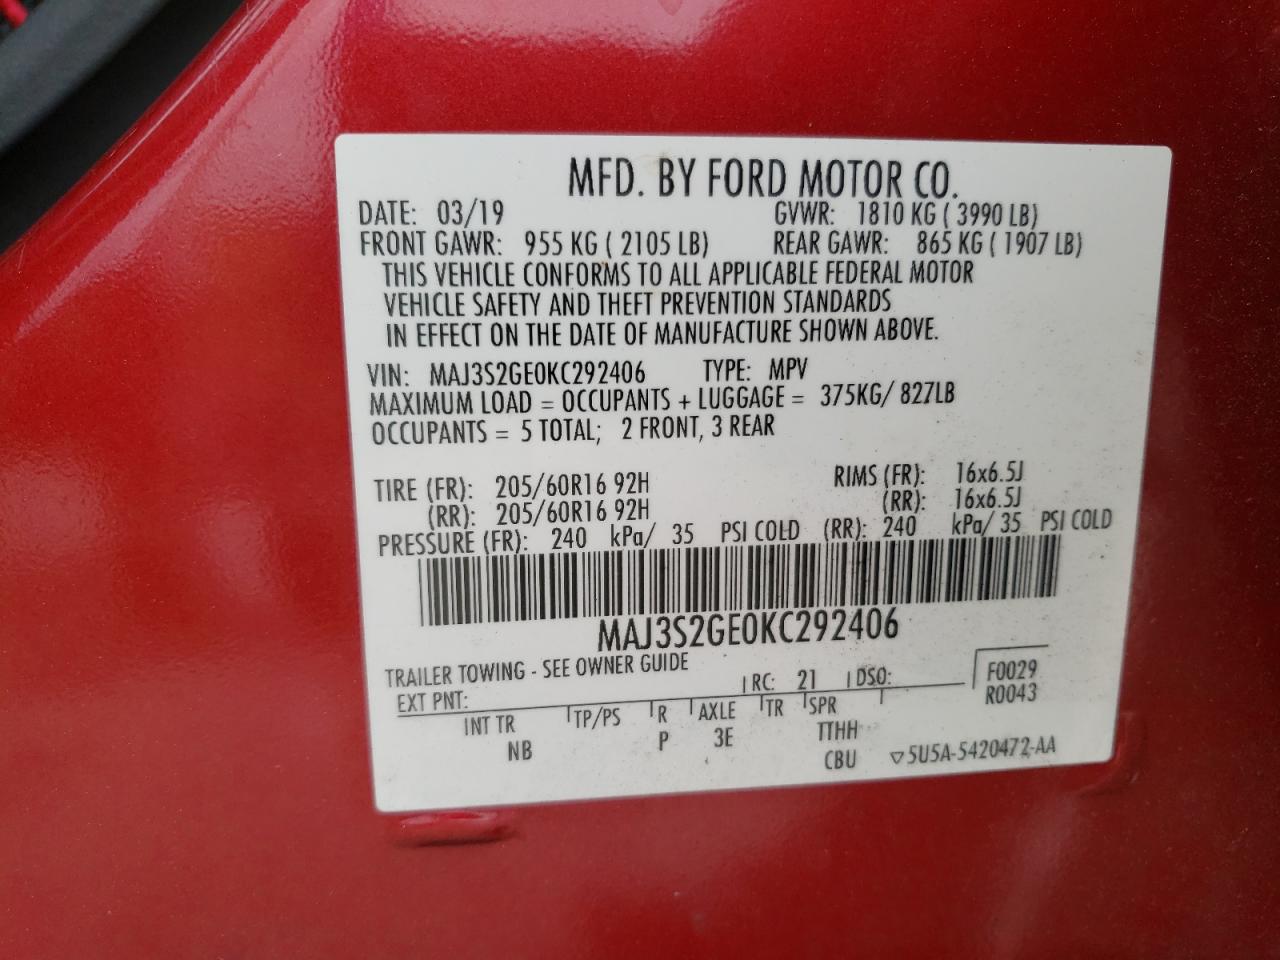 MFD. BY FORD MOTOR CO.
DATE: 03/19 GVWR: 1810 KG ( 3990 LB)
FRONT GAWR: 955 KG ( 2105 LB) REAR GAWR: 865 KG ( 1907 LB)
THIS VEHICLE CONFORMS TO ALL APPLICABLE FEDERAL MOTOR
VEHICLE SAFETY AND THEFT PREVENTION STANDARDS
IN EFFECT ON THE DATE OF MANUFACTURE SHOWN ABOVE.
VIN: MAJ3S2GE0KC292406 TYPE: MPV
MAXIMUM LOAD = OCCUPANTS + LUGGAGE = 375KG/ 827LB
OCCUPANTS = 5 TOTAL; 2 FRONT, 3 REAR
TIRE (FR): 205/60R16 92H RIMS (FR): 16x6.5J
(RR): 205/60R16 92H (RR): 16x6.5J
PRESSURE (FR): 240 kPa/ 35 PSI COLD (RR): 240 kPa/ 35 PSI COLD
MAJ3S2GE0KC292406
TRAILER TOWING - SEE OWNER GUIDE
EXT PNT: RC: 21 DSO: F0029
R0043
INT TR TP/PS R AXLE TR SPR
NB P 3E TTHH
CBU ▽5U5A-5420472-AA